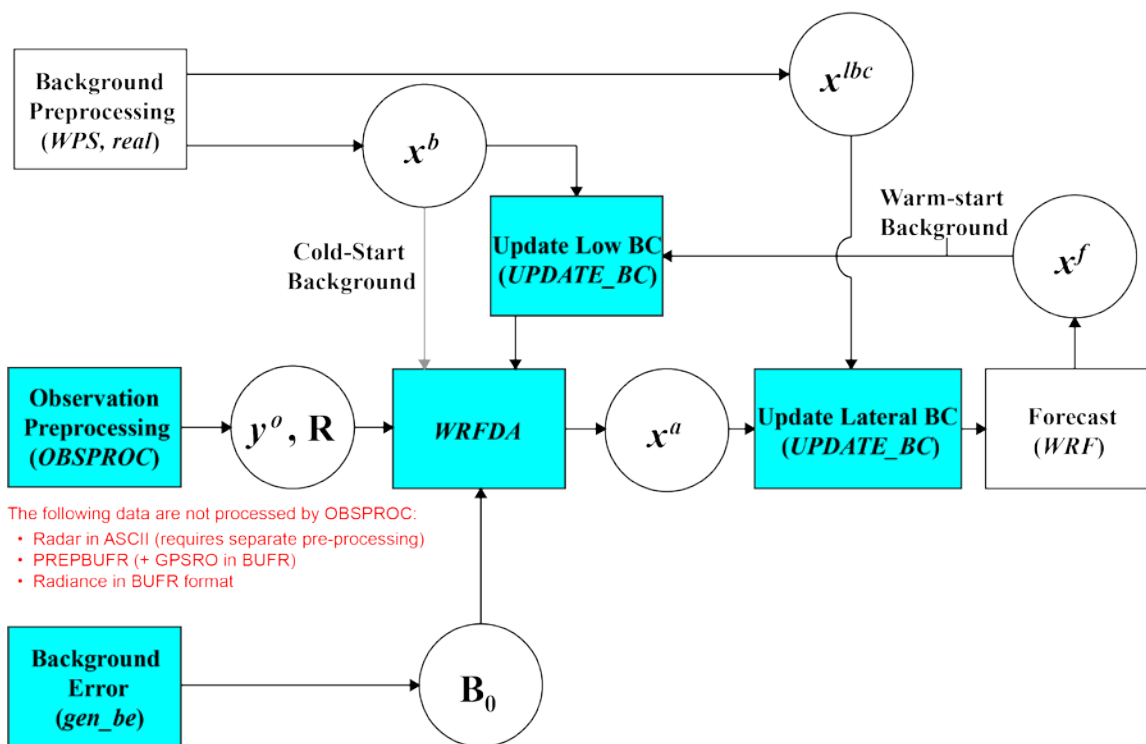 Background
Preprocessing
(WPS, real)
x^{lbc}
x^b
Cold-Start
Background
Update Low BC
(UPDATE_BC)
Warm-start
Background
x^f
Observation
Preprocessing
(OBSPROC)
y^o, R
WRFDA
x^a
Update Lateral BC
(UPDATE_BC)
Forecast
(WRF)
The following data are not processed by OBSPROC:
• Radar in ASCII (requires separate pre-processing)
• PREPBUFR (+ GPSRO in BUFR)
• Radiance in BUFR format
Background
Error
(gen_be)
B_0